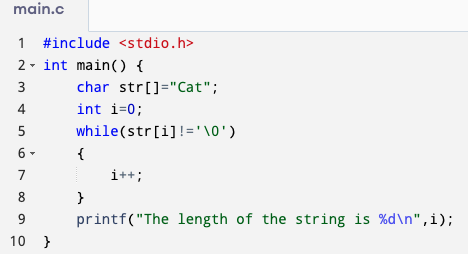 main.c
1 #include <stdio.h>
2 int main() {
3     char str[]="Cat";
4     int i=0;
5     while(str[i]!='\0')
6     {
7         i++;
8     }
9     printf("The length of the string is %d\n",i);
10 }